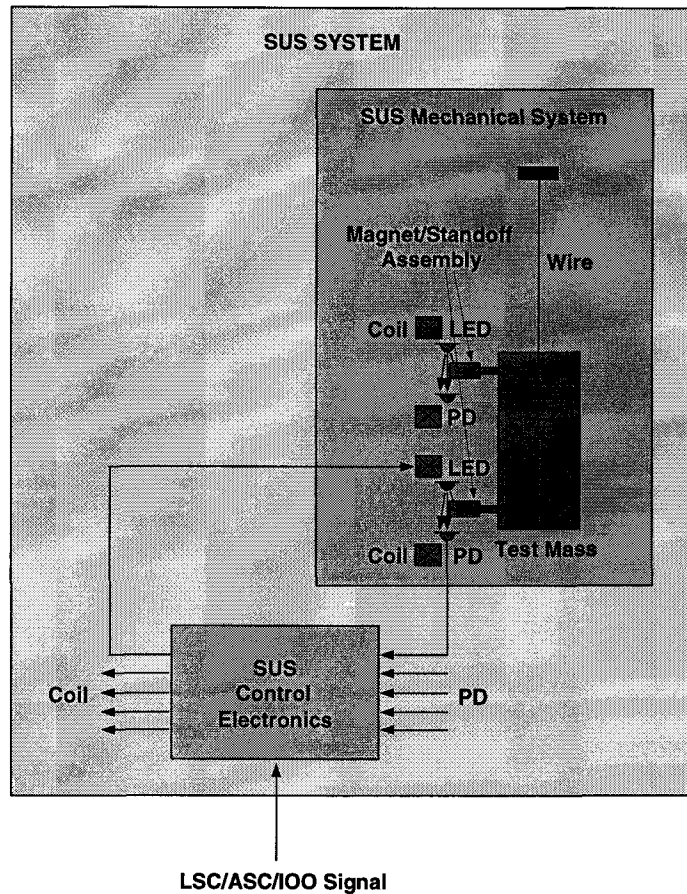 SUS SYSTEM
SUS Mechanical System
Magnet/Standoff
Assembly
Wire
Coil LED
PD
LED
Test Mass
Coil PD
SUS
Control
Electronics
Coil
PD
LSC/ASC/IOO Signal